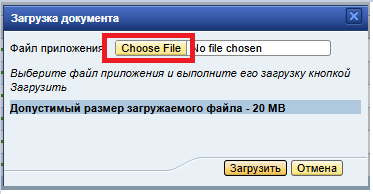 Загрузка документа
Файл приложения Choose File No file chosen
Выберите файл приложения и выполните его загрузку кнопкой
Загрузить
Допустимый размер загружаемого файла - 20 MB
Загрузить Отмена